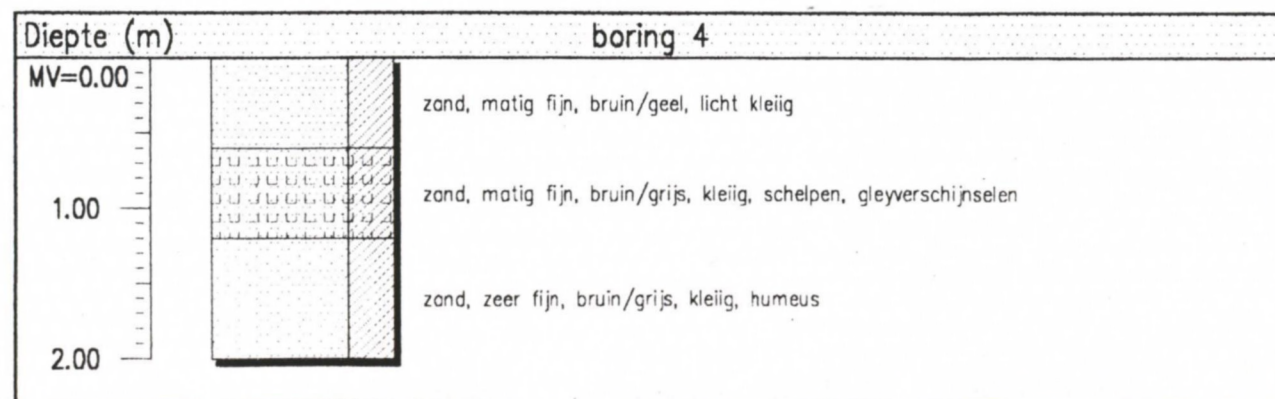 Diepte (m)
boring 4
MV=0.00
zand, matig fijn, bruin/geel, licht kleiig
zand, matig fijn, bruin/grijs, kleiig, schelpen, gleyverschijnselen
1.00
zand, zeer fijn, bruin/grijs, kleiig, humeus
2.00